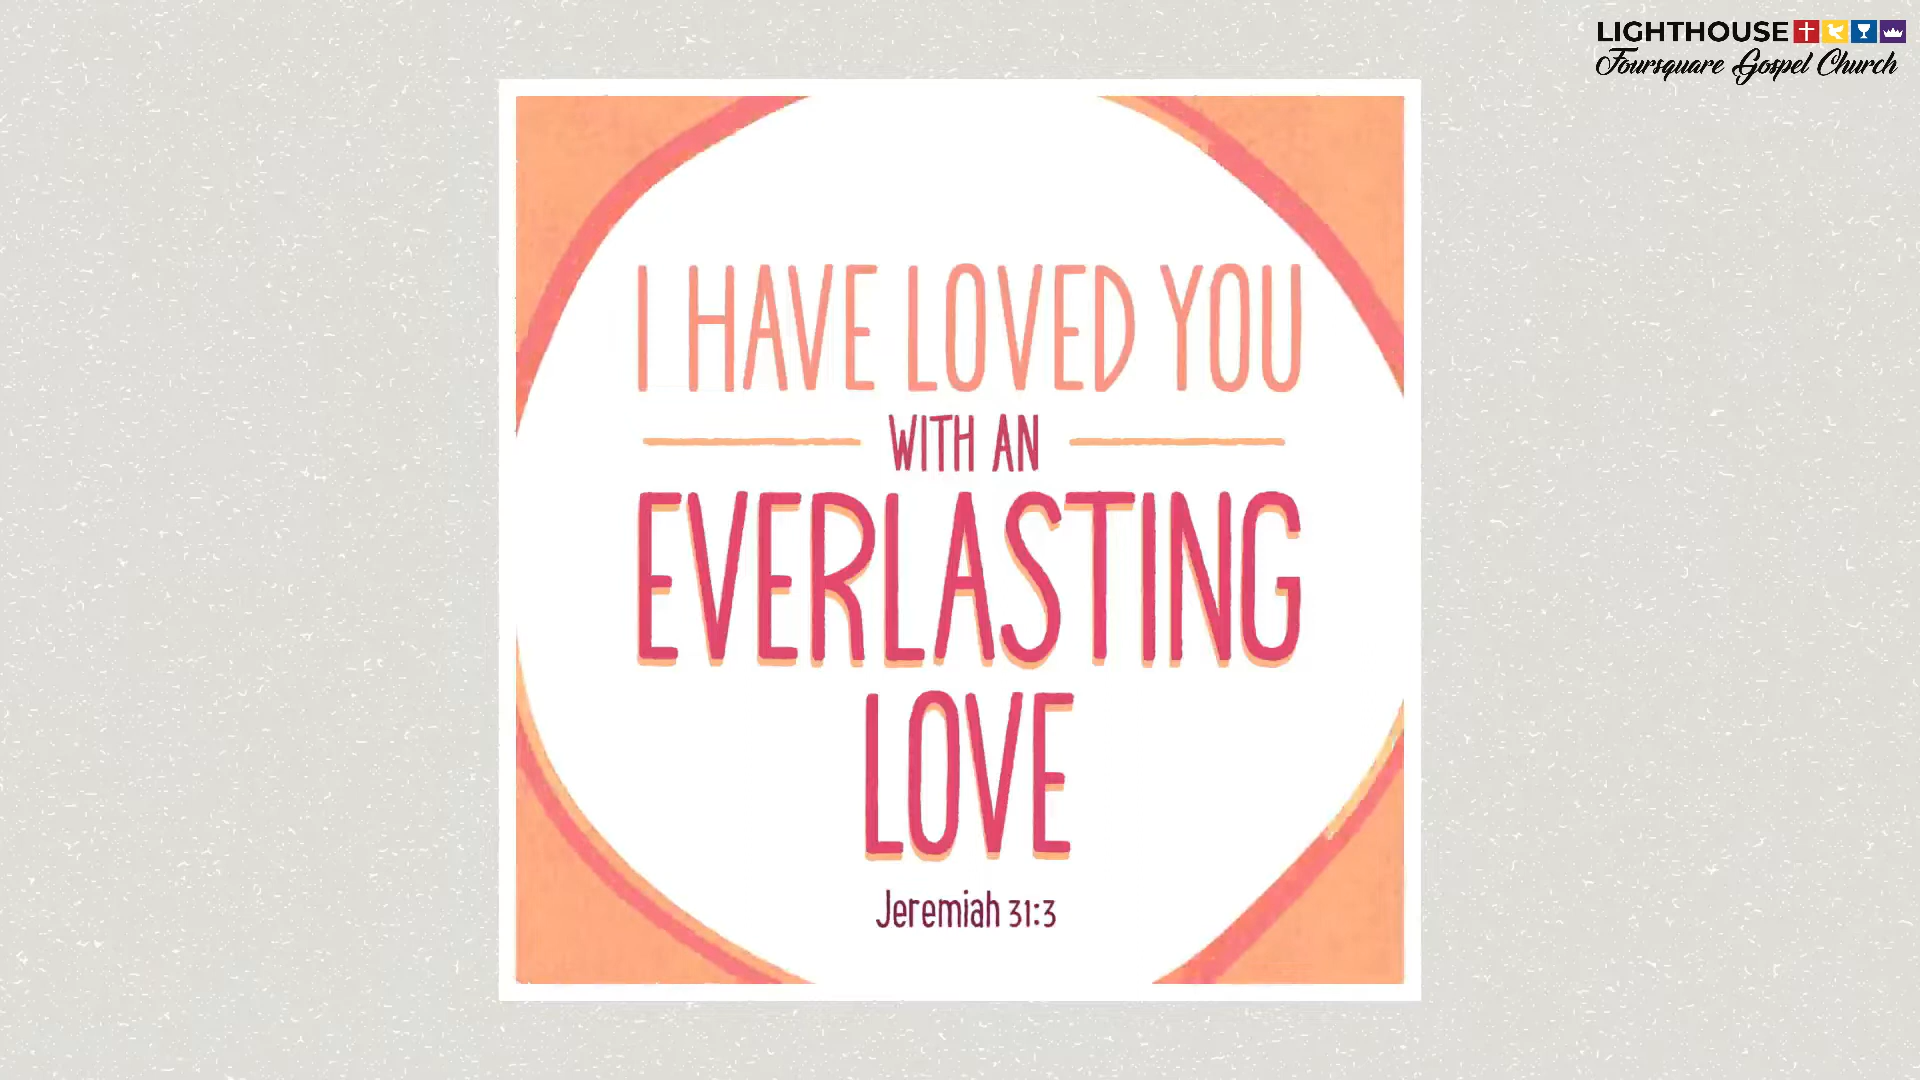 LIGHTHOUSE
Foursquare Gospel Church
I HAVE LOVED YOU
WITH AN
EVERLASTING
LOVE
Jeremiah 31:3